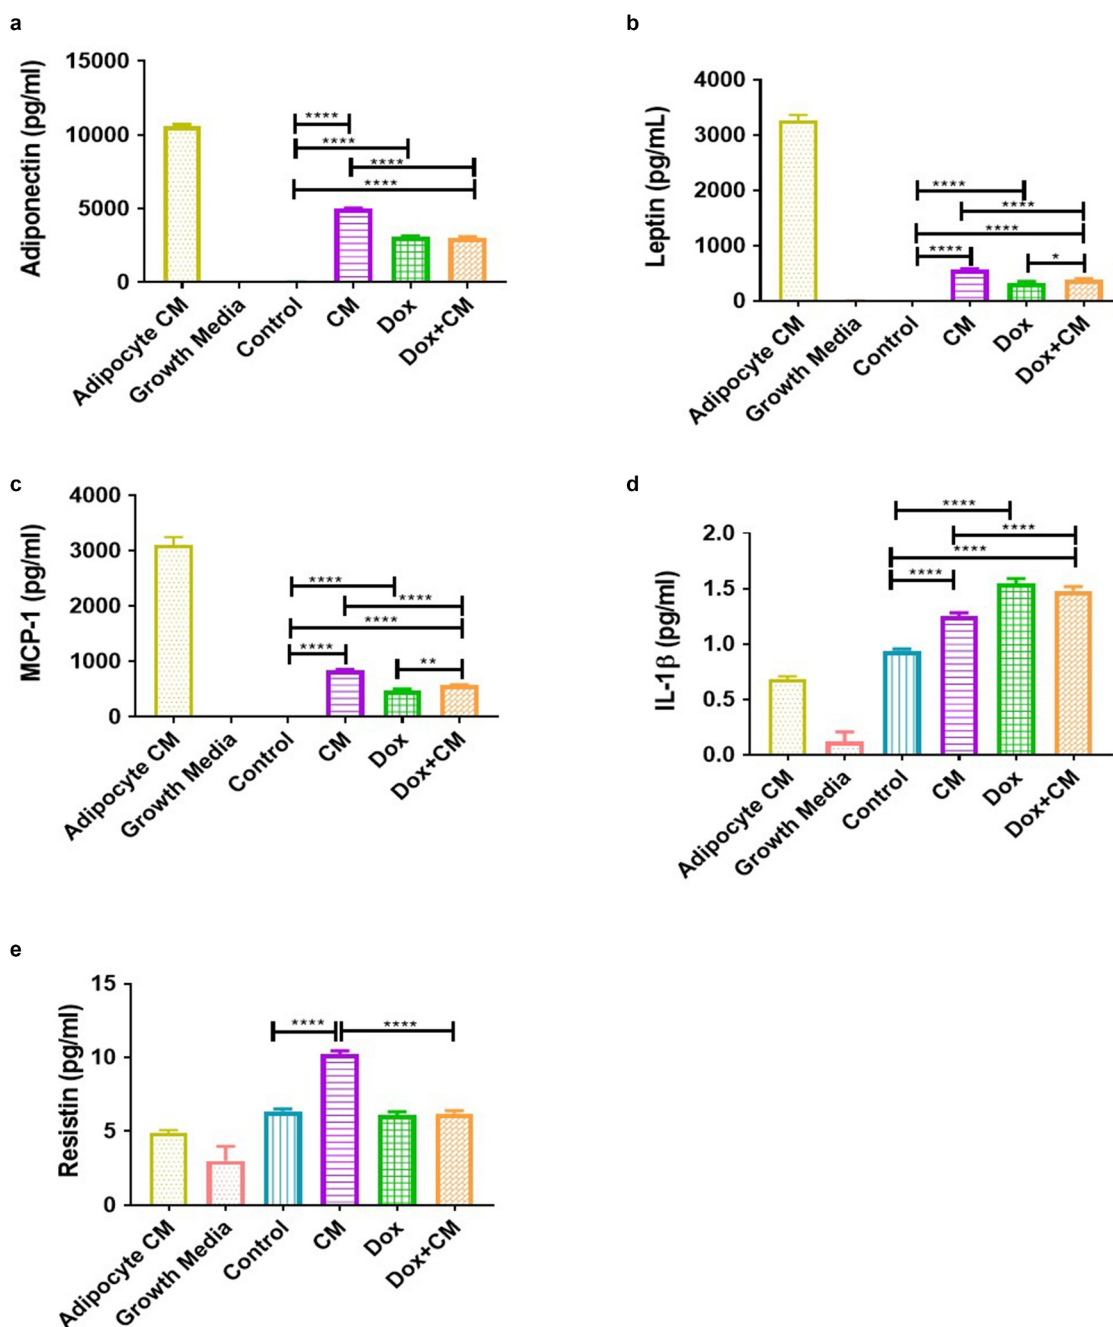 a
Adiponectin (pg/ml)
15000
10000
5000
0
****
****
****
****
Adipocyte CM
Growth Media
Control
CM
Dox
Dox+CM
b
Leptin (pg/mL)
4000
3000
2000
1000
0
****
****
****
****
*
Adipocyte CM
Growth Media
Control
CM
Dox
Dox+CM
c
MCP-1 (pg/ml)
4000
3000
2000
1000
0
****
****
****
****
**
Adipocyte CM
Growth Media
Control
CM
Dox
Dox+CM
d
IL-1β (pg/ml)
2.0
1.5
1.0
0.5
0.0
****
****
****
****
Adipocyte CM
Growth Media
Control
CM
Dox
Dox+CM
e
Resistin (pg/ml)
15
10
5
0
****
****
Adipocyte CM
Growth Media
Control
CM
Dox
Dox+CM